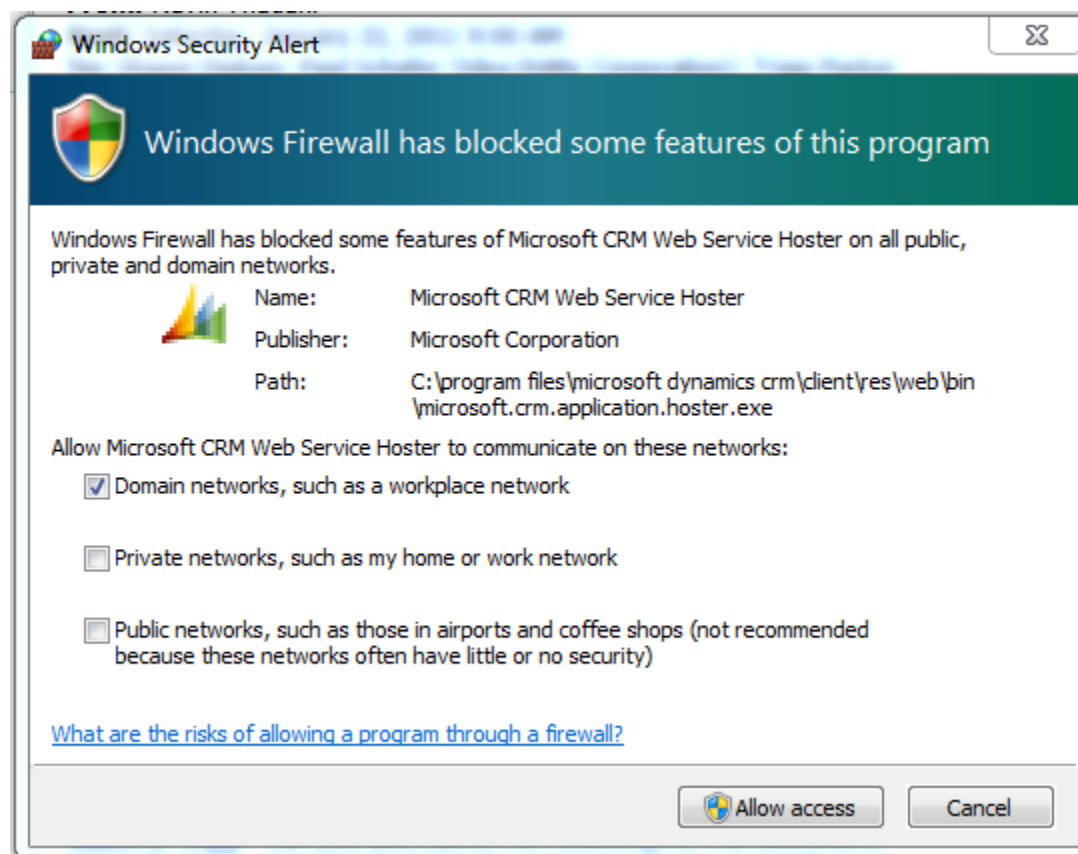 Windows Security Alert
Windows Firewall has blocked some features of this program
Windows Firewall has blocked some features of Microsoft CRM Web Service Hoster on all public,
private and domain networks.
Name: Microsoft CRM Web Service Hoster
Publisher: Microsoft Corporation
Path: C:\program files\microsoft dynamics crm\client\res\web\bin
\microsoft.crm.application.hoster.exe
Allow Microsoft CRM Web Service Hoster to communicate on these networks:
Domain networks, such as a workplace network
Private networks, such as my home or work network
Public networks, such as those in airports and coffee shops (not recommended
because these networks often have little or no security)
What are the risks of allowing a program through a firewall?
Allow access Cancel